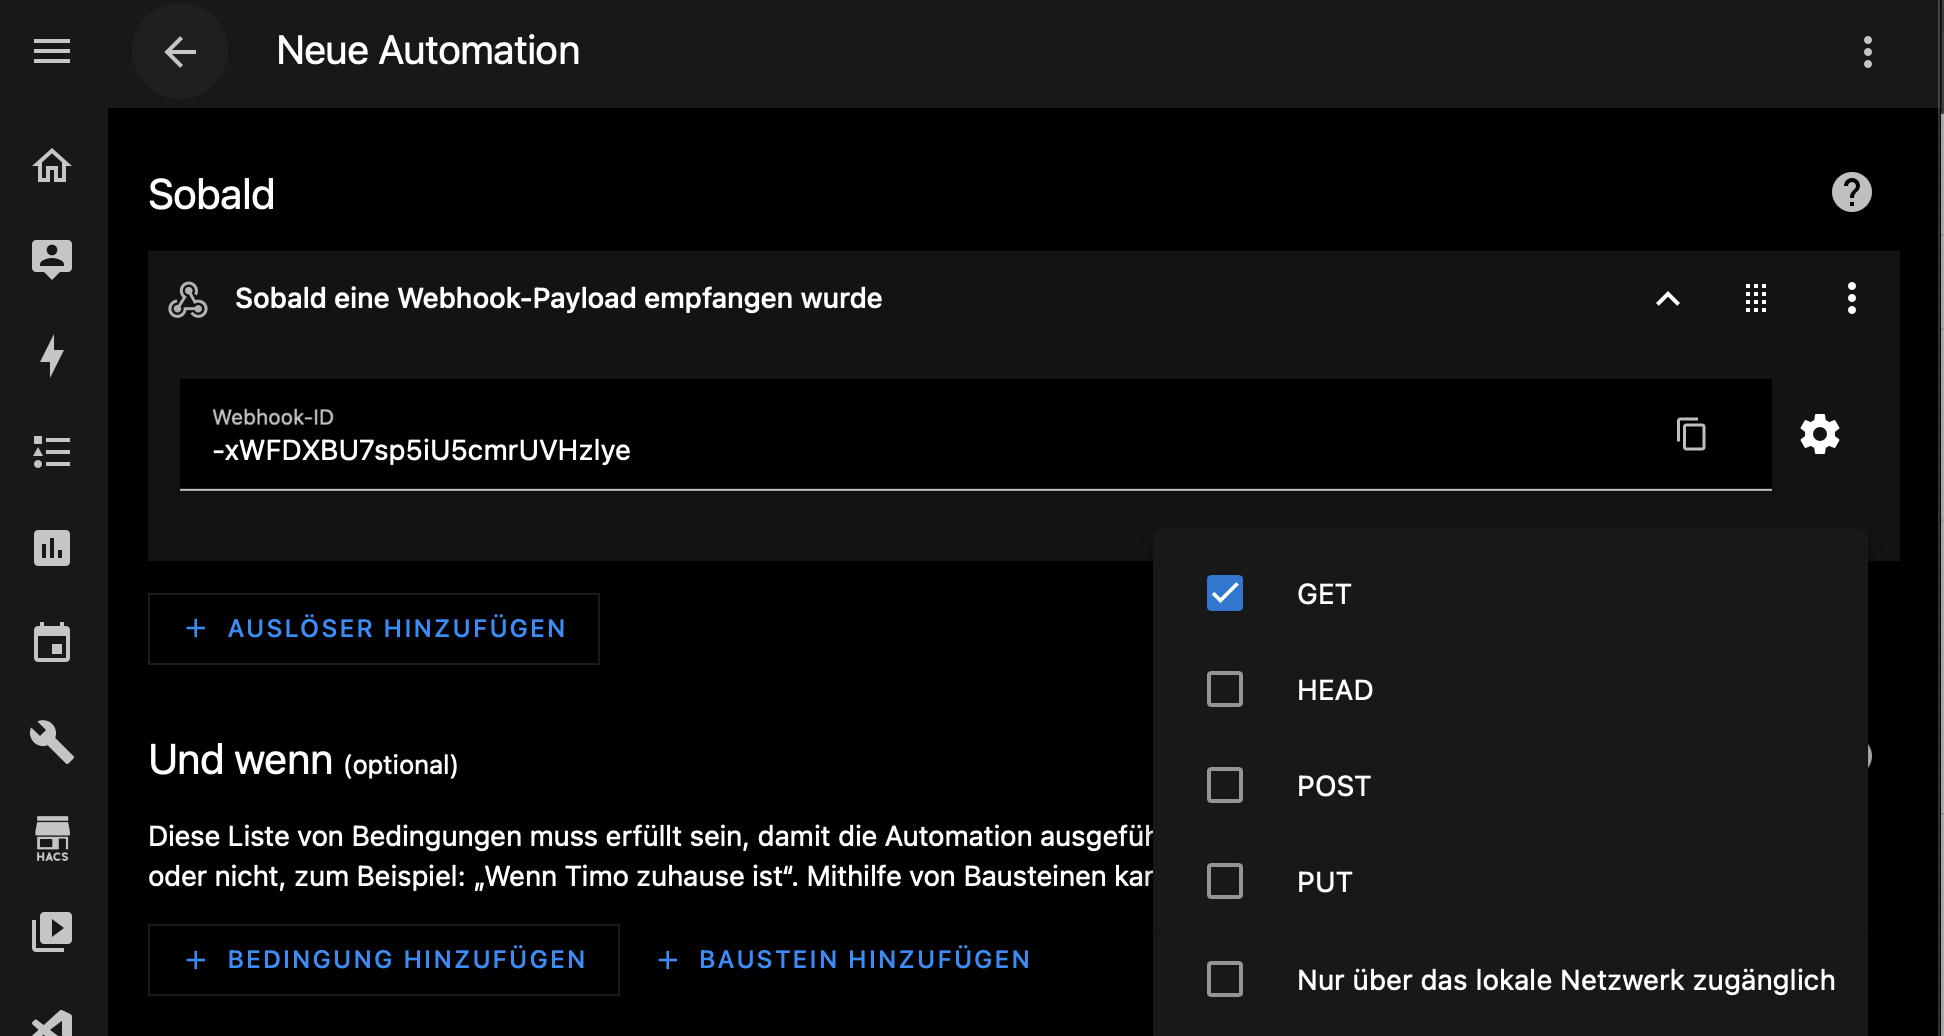 Neue Automation
Sobald
Sobald eine Webhook-Payload empfangen wurde
Webhook-ID
-xWFDXBU7sp5iU5cmrUVHzlye
GET
+ AUSLÖSER HINZUFÜGEN
HEAD
POST
Und wenn (optional)
Diese Liste von Bedingungen muss erfüllt sein, damit die Automation ausgefüh
PUT
oder nicht, zum Beispiel: „Wenn Timo zuhause ist“. Mithilfe von Bausteinen kan
HACS
+ BEDINGUNG HINZUFÜGEN + BAUSTEIN HINZUFÜGEN
Nur über das lokale Netzwerk zugänglich